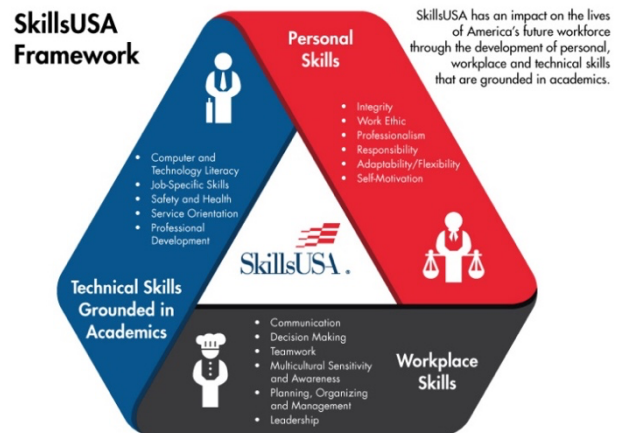 SkillsUSA
Framework
SkillsUSA has an impact on the lives
of America's future workforce
through the development of personal,
workplace and technical skills
that are grounded in academics.
Personal
Skills
• Integrity
• Work Ethic
• Professionalism
• Responsibility
• Adaptability/Flexibility
• Self-Motivation
• Computer and
Technology Literacy
• Job-Specific Skills
• Safety and Health
• Service Orientation
• Professional
Development
Technical Skills
Grounded in
Academics
SkillsUSA.
• Communication
• Decision Making
• Teamwork
• Multicultural Sensitivity
and Awareness
• Planning, Organizing
and Management
• Leadership
Workplace
Skills